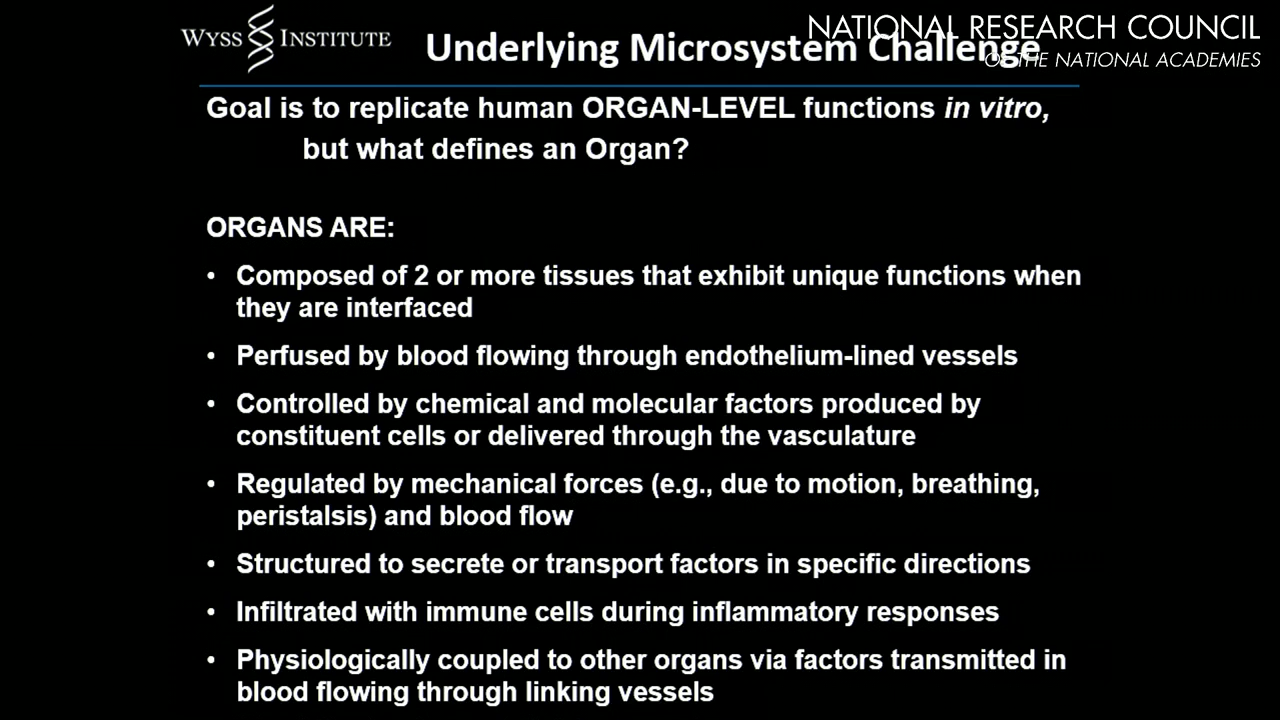 WYSS INSTITUTE
Underlying Microsystem Challenge
NATIONAL RESEARCH COUNCIL
OF THE NATIONAL ACADEMIES
Goal is to replicate human ORGAN-LEVEL functions in vitro,
but what defines an Organ?
ORGANS ARE:
• Composed of 2 or more tissues that exhibit unique functions when
they are interfaced
• Perfused by blood flowing through endothelium-lined vessels
• Controlled by chemical and molecular factors produced by
constituent cells or delivered through the vasculature
• Regulated by mechanical forces (e.g., due to motion, breathing,
peristalsis) and blood flow
• Structured to secrete or transport factors in specific directions
• Infiltrated with immune cells during inflammatory responses
• Physiologically coupled to other organs via factors transmitted in
blood flowing through linking vessels